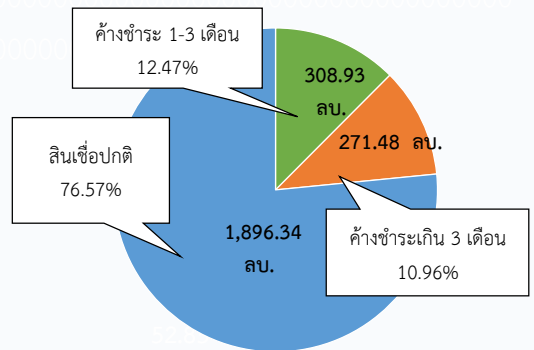 ค้างชำระ 1-3 เดือน
12.47%
308.93
ลบ.
271.48 ลบ.
สินเชื่อปกติ
76.57%
1,896.34
ลบ.
ค้างชำระเกิน 3 เดือน
10.96%